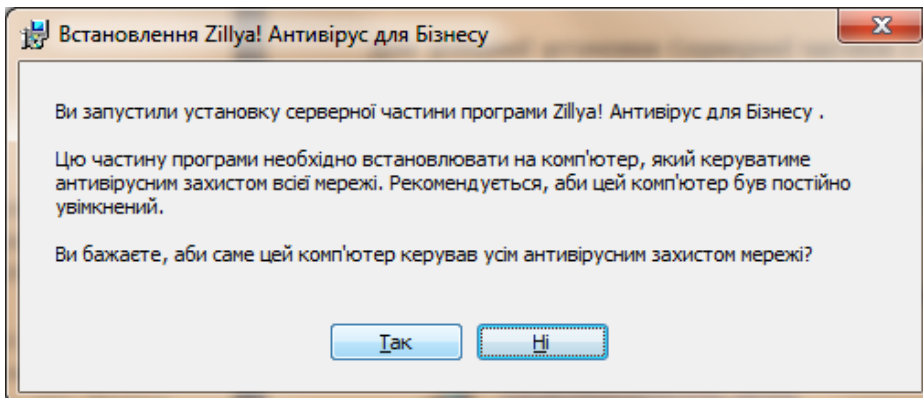 Встановлення Zillya! Антивірус для Бізнесу
Ви запустили установку серверної частини програми Zillya! Антивірус для Бізнесу .
Цю частину програми необхідно встановлювати на комп'ютер, який керуватиме
антивірусним захистом всієї мережі. Рекомендується, аби цей комп'ютер був постійно
увімкнений.
Ви бажаєте, аби саме цей комп'ютер керував усім антивірусним захистом мережі?
Так
Ні